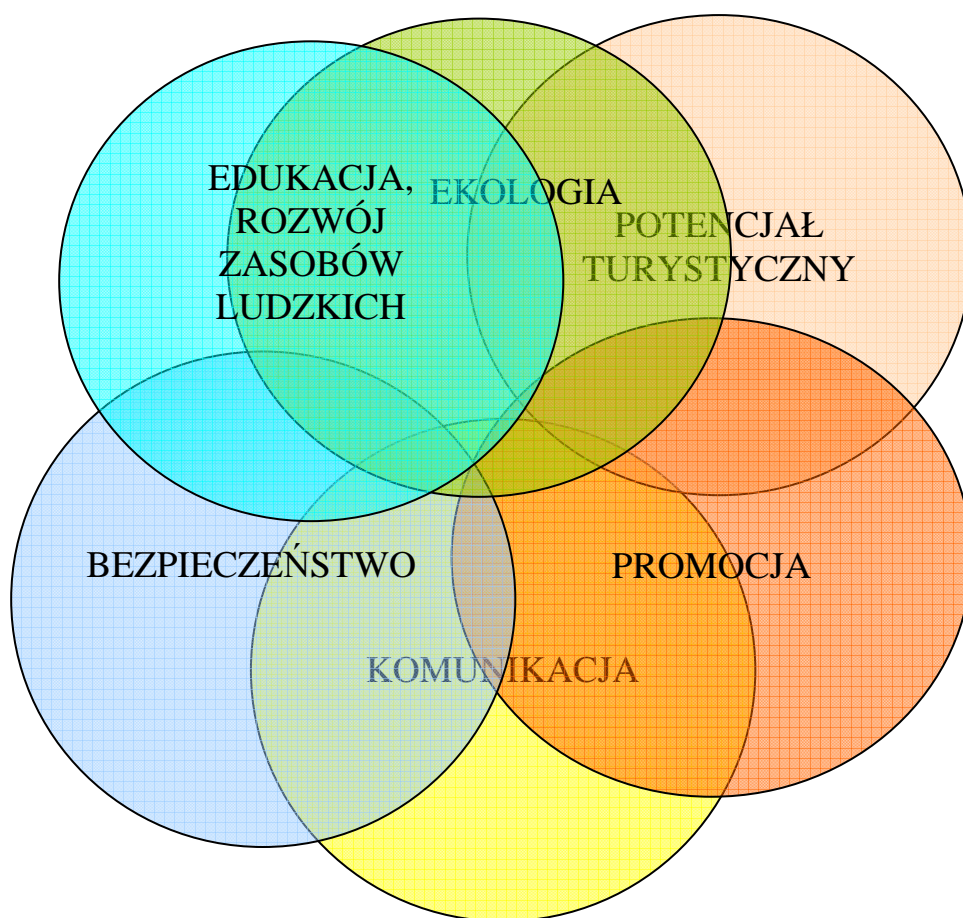 EDUKACJA,
ROZWÓJ
ZASOBÓW
LUDZKICH
EKOLOGIA
POTENCJAŁ
TURYSTYCZNY
BEZPIECZEŃSTWO
PROMOCJA
KOMUNIKACJA